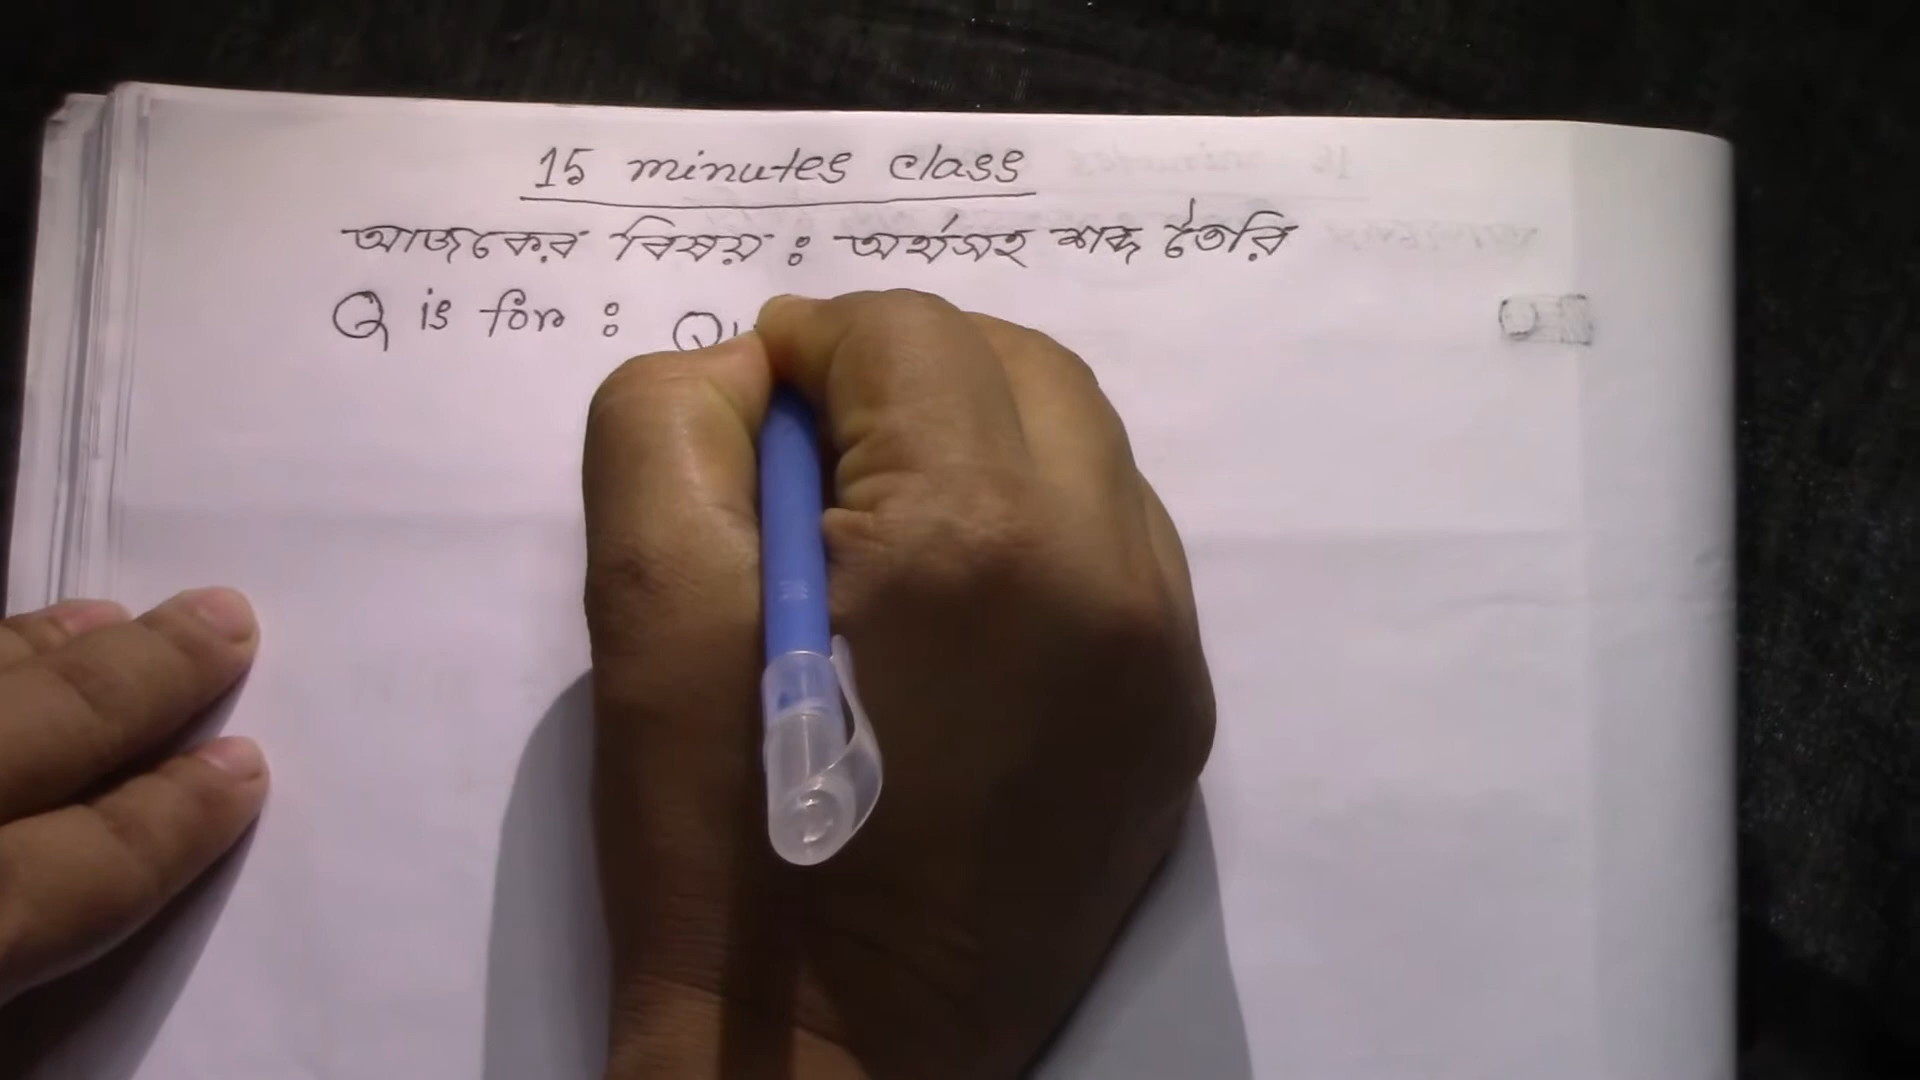 15 minutes class
আজকের বিষয় : অর্থসহ শব্দ তৈরি
Q is for :